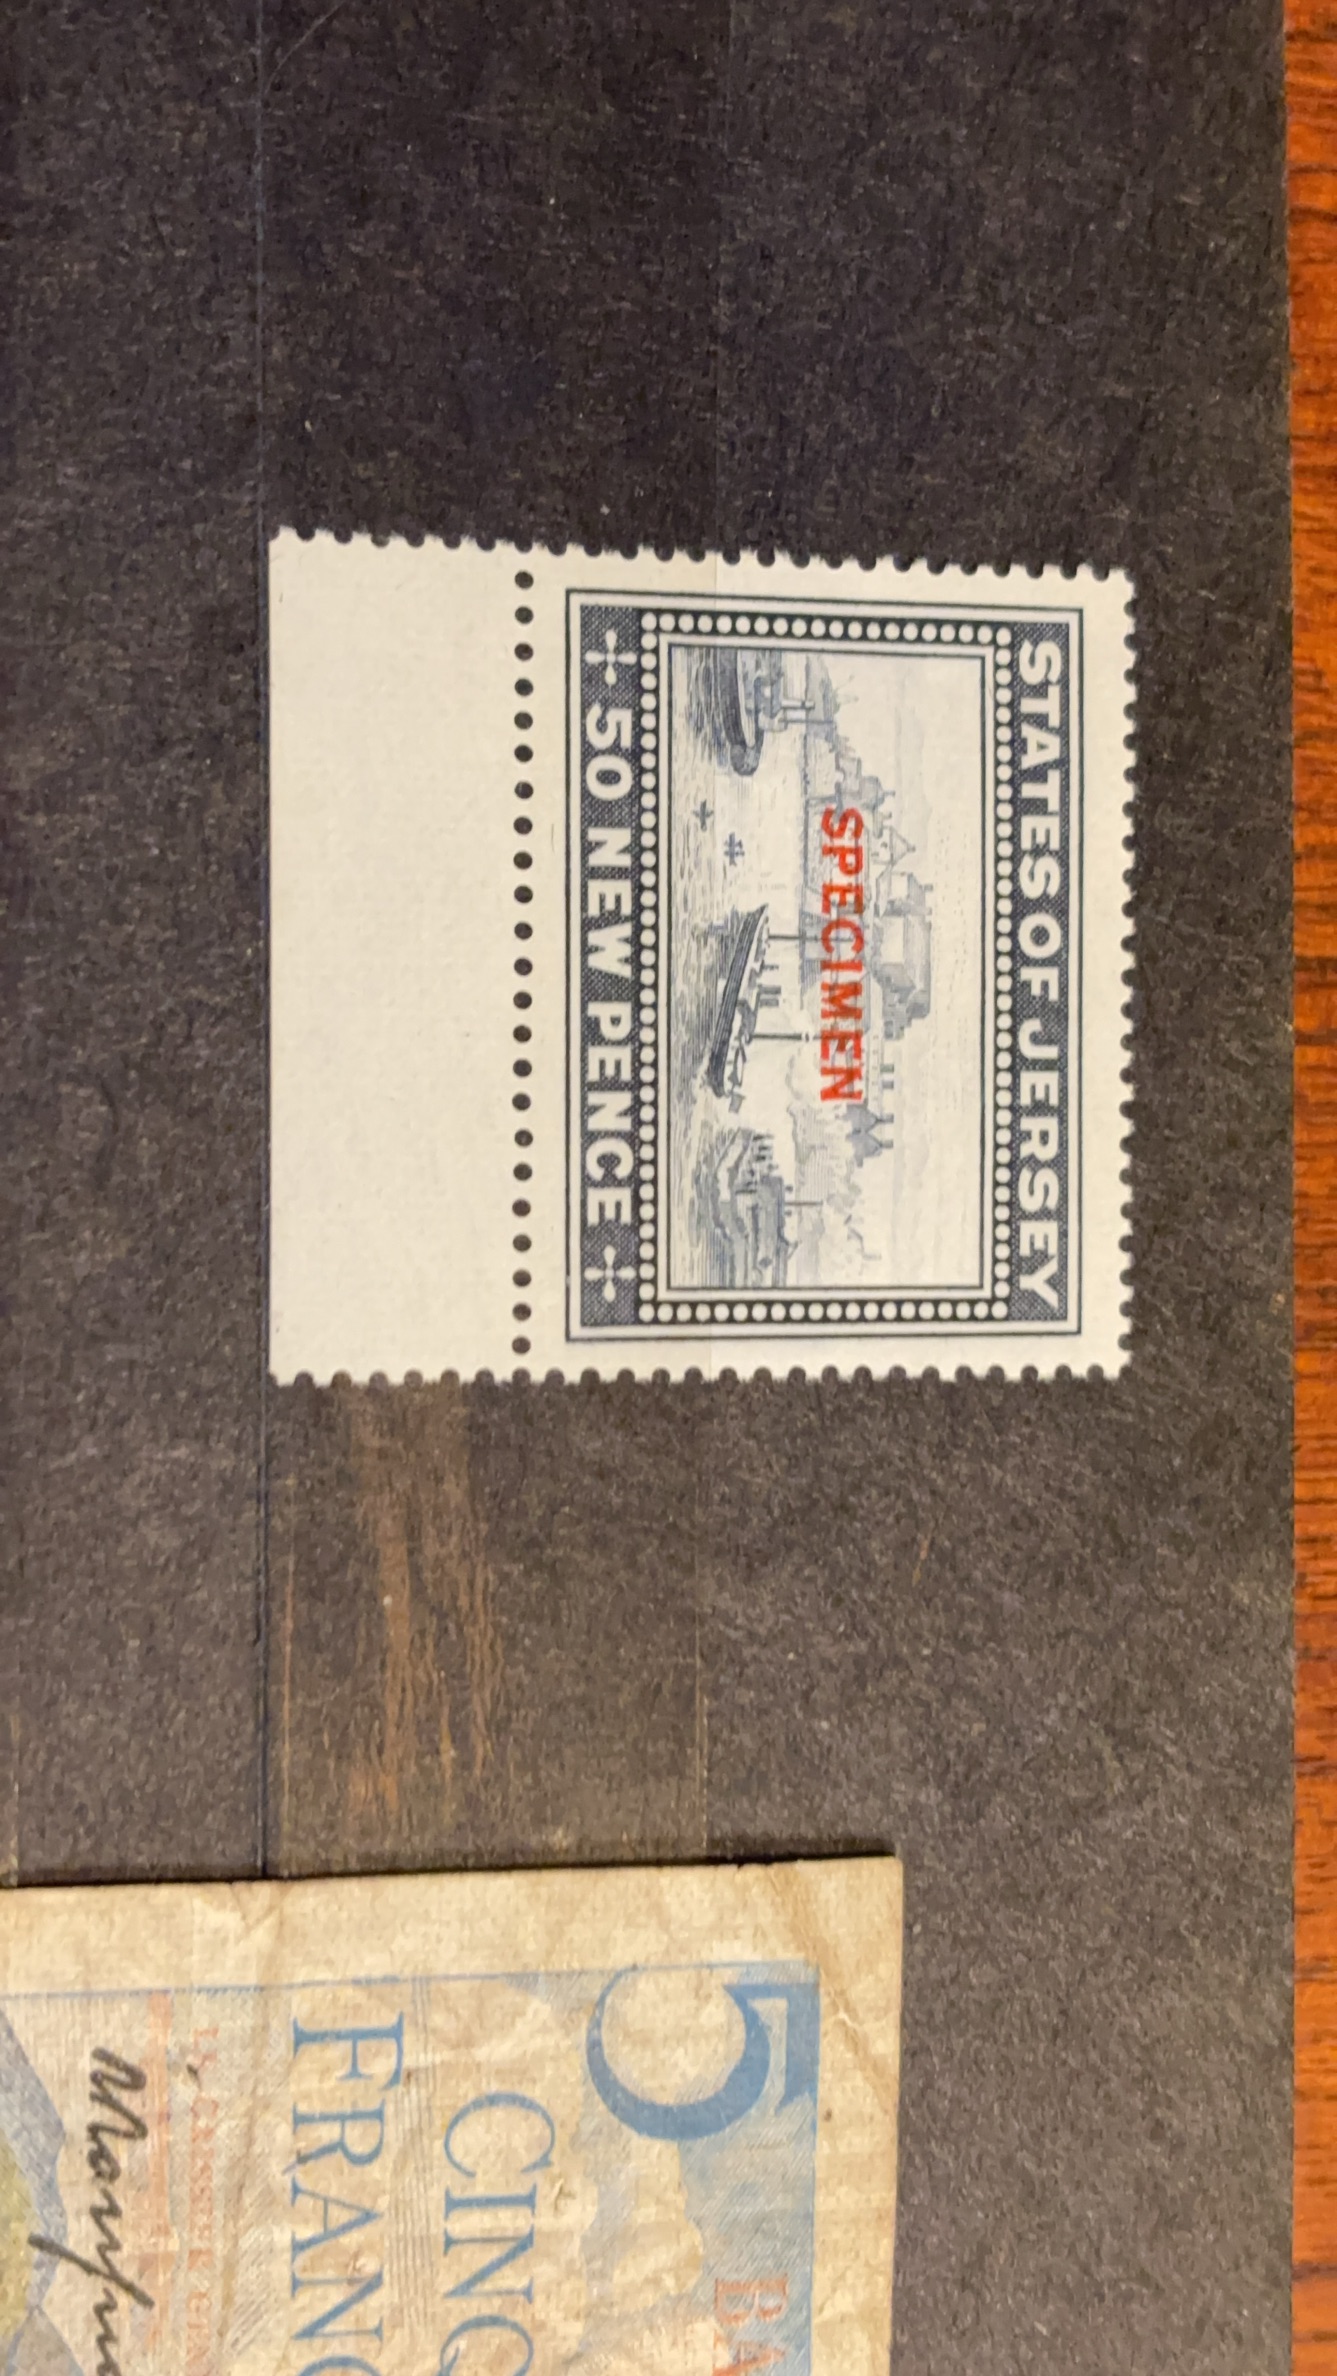 STATES OF JERSEY
SPECIMEN
50 NEW PENCE
5
CINQ
FRANC